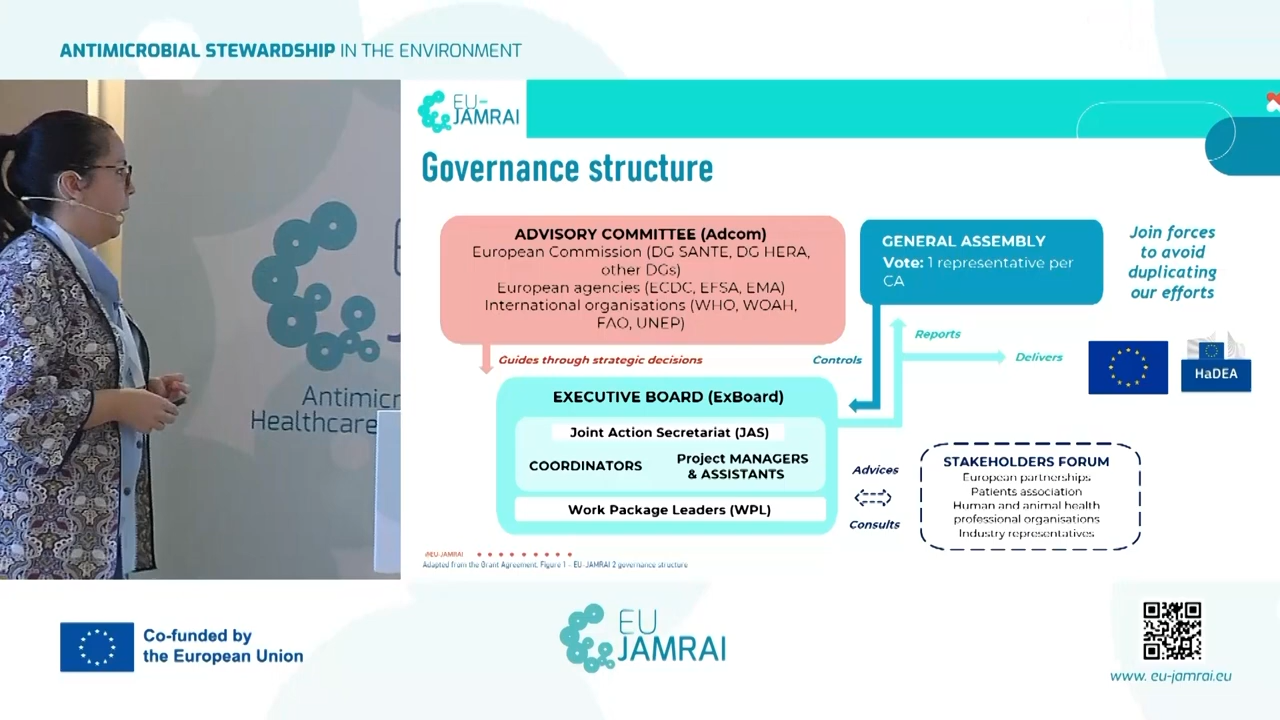 ANTIMICROBIAL STEWARDSHIP IN THE ENVIRONMENT
EU-
JAMRAI
Governance structure
ADVISORY COMMITTEE (Adcom)
European Commission (DG SANTE, DG HERA,
other DGs)
European agencies (ECDC, EFSA, EMA)
International organisations (WHO, WOAH,
FAO, UNEP)
GENERAL ASSEMBLY
Vote: 1 representative per
CA
Join forces
to avoid
duplicating
our efforts
Guides through strategic decisions
Controls
Reports
Delivers
HaDEA
EXECUTIVE BOARD (ExBoard)
Joint Action Secretariat (JAS)
COORDINATORS
Project MANAGERS
& ASSISTANTS
Work Package Leaders (WPL)
Advices
Consults
STAKEHOLDERS FORUM
European partnerships
Patients association
Human and animal health
professional organisations
Industry representatives
#EU-JAMRAI
Adapted from the Grant Agreement. Figure 1 - EU-JAMRAI 2 governance structure
Co-funded by
the European Union
EU
JAMRAI
www. eu-jamrai.eu